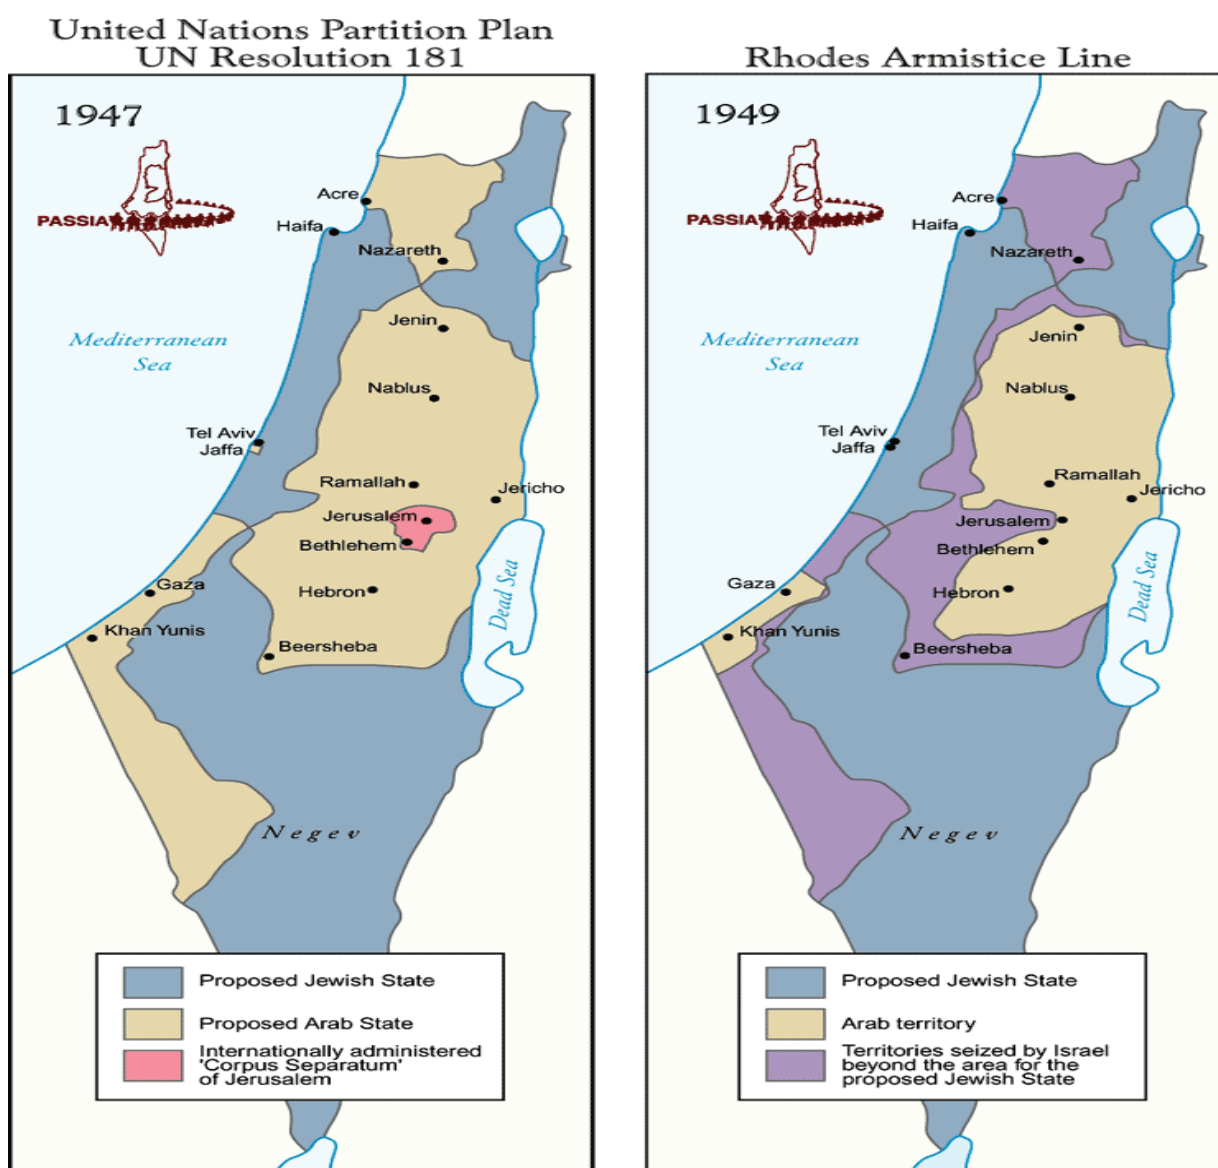 United Nations Partition Plan
UN Resolution 181
1947
PASSIA
Acre
Haifa
Nazareth
Jenin
Mediterranean
Sea
Nablus
Tel Aviv
Jaffa
Ramallah
Jericho
Jerusalem
Bethlehem
Gaza
Hebron
Dead Sea
Khan Yunis
Beersheba
Negev
Proposed Jewish State
Proposed Arab State
Internationally administered
'Corpus Separatum'
of Jerusalem
Rhodes Armistice Line
1949
PASSIA
Acre
Haifa
Nazareth
Jenin
Mediterranean
Sea
Nablus
Tel Aviv
Jaffa
Ramallah
Jericho
Jerusalem
Bethlehem
Gaza
Hebron
Dead Sea
Khan Yunis
Beersheba
Negev
Proposed Jewish State
Arab territory
Territories seized by Israel
beyond the area for the
proposed Jewish State